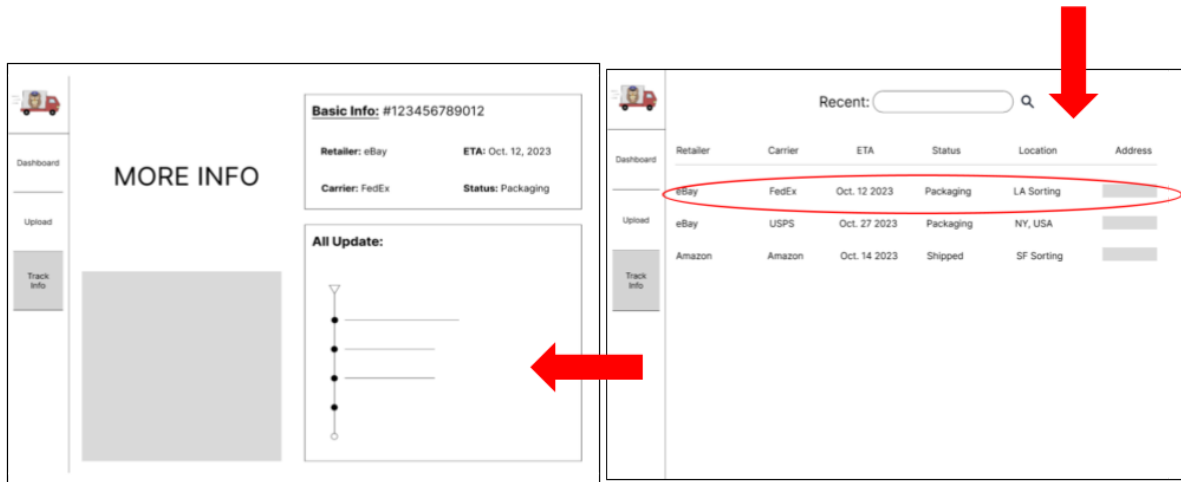 Dashboard
Upload
Track
Info
MORE INFO
Basic Info: #123456789012
Retailer: eBay ETA: Oct. 12, 2023
Carrier: FedEx Status: Packaging
All Update:
Recent:
Dashboard
Upload
Track
Info
Retailer Carrier ETA Status Location Address
eBay FedEx Oct. 12 2023 Packaging LA Sorting
eBay USPS Oct. 27 2023 Packaging NY, USA
Amazon Amazon Oct. 14 2023 Shipped SF Sorting